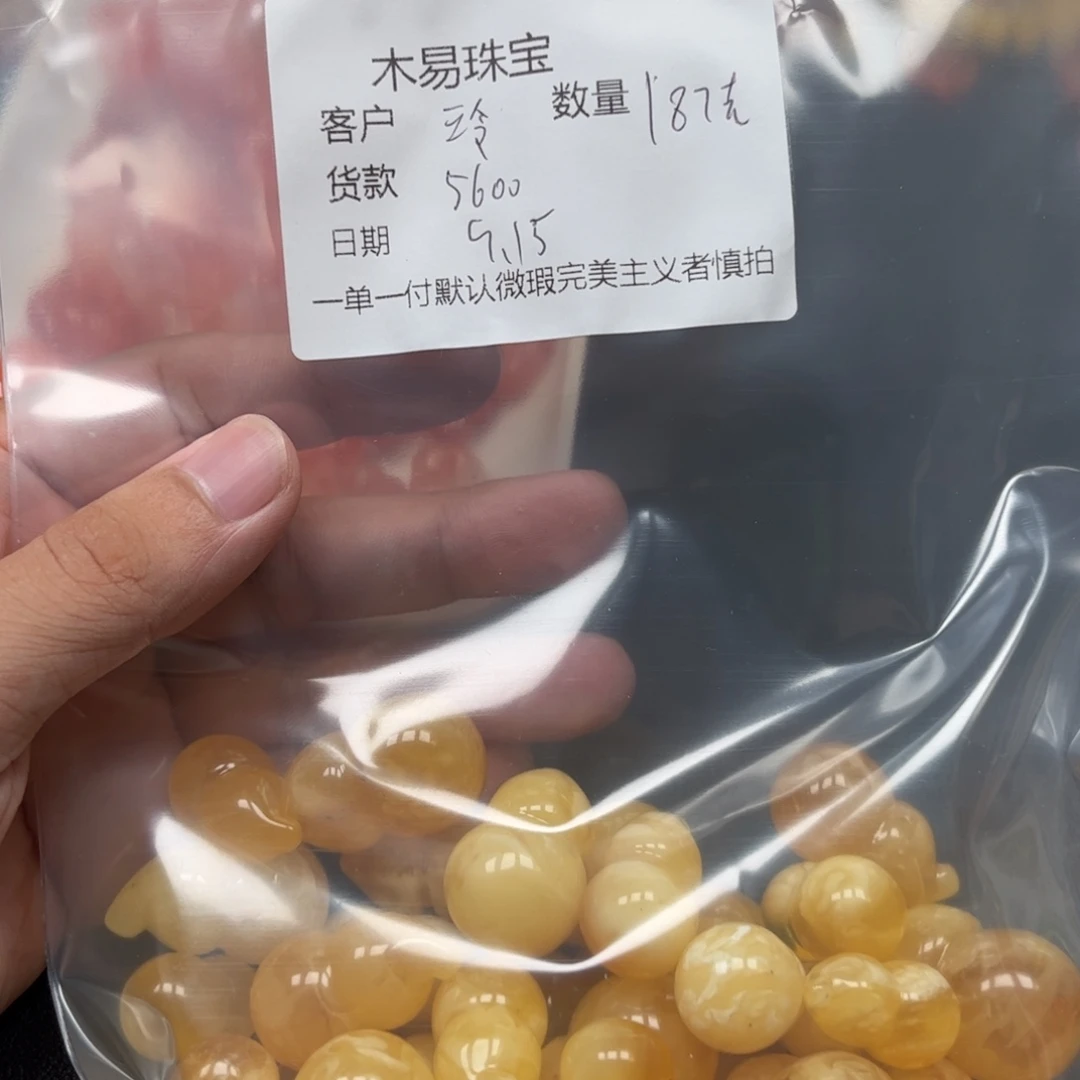 木易珠宝
客户 玲 数量 187克
货款 5600
日期 9.15
一单一付默认微瑕完美主义者慎拍